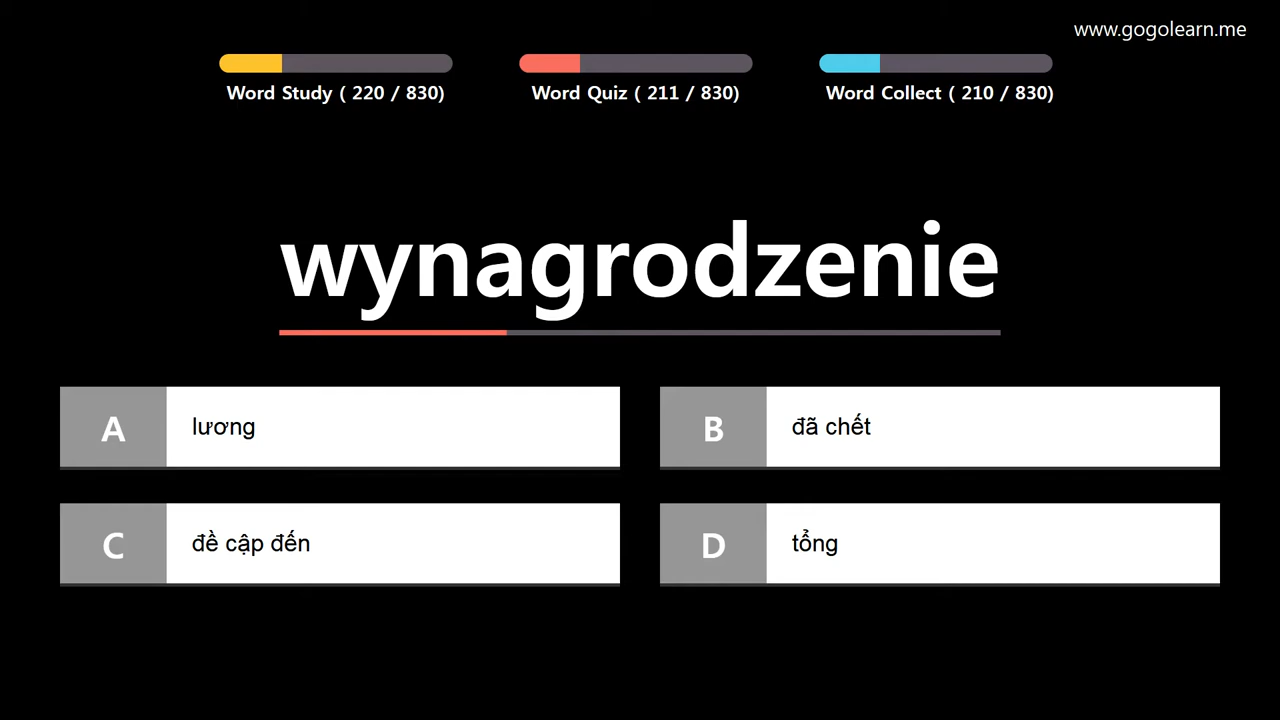 www.gogolearn.me
Word Study ( 220 / 830)
Word Quiz ( 211 / 830)
Word Collect ( 210 / 830)
wynagrodzenie
A lương
B đã chết
C đề cập đến
D tổng